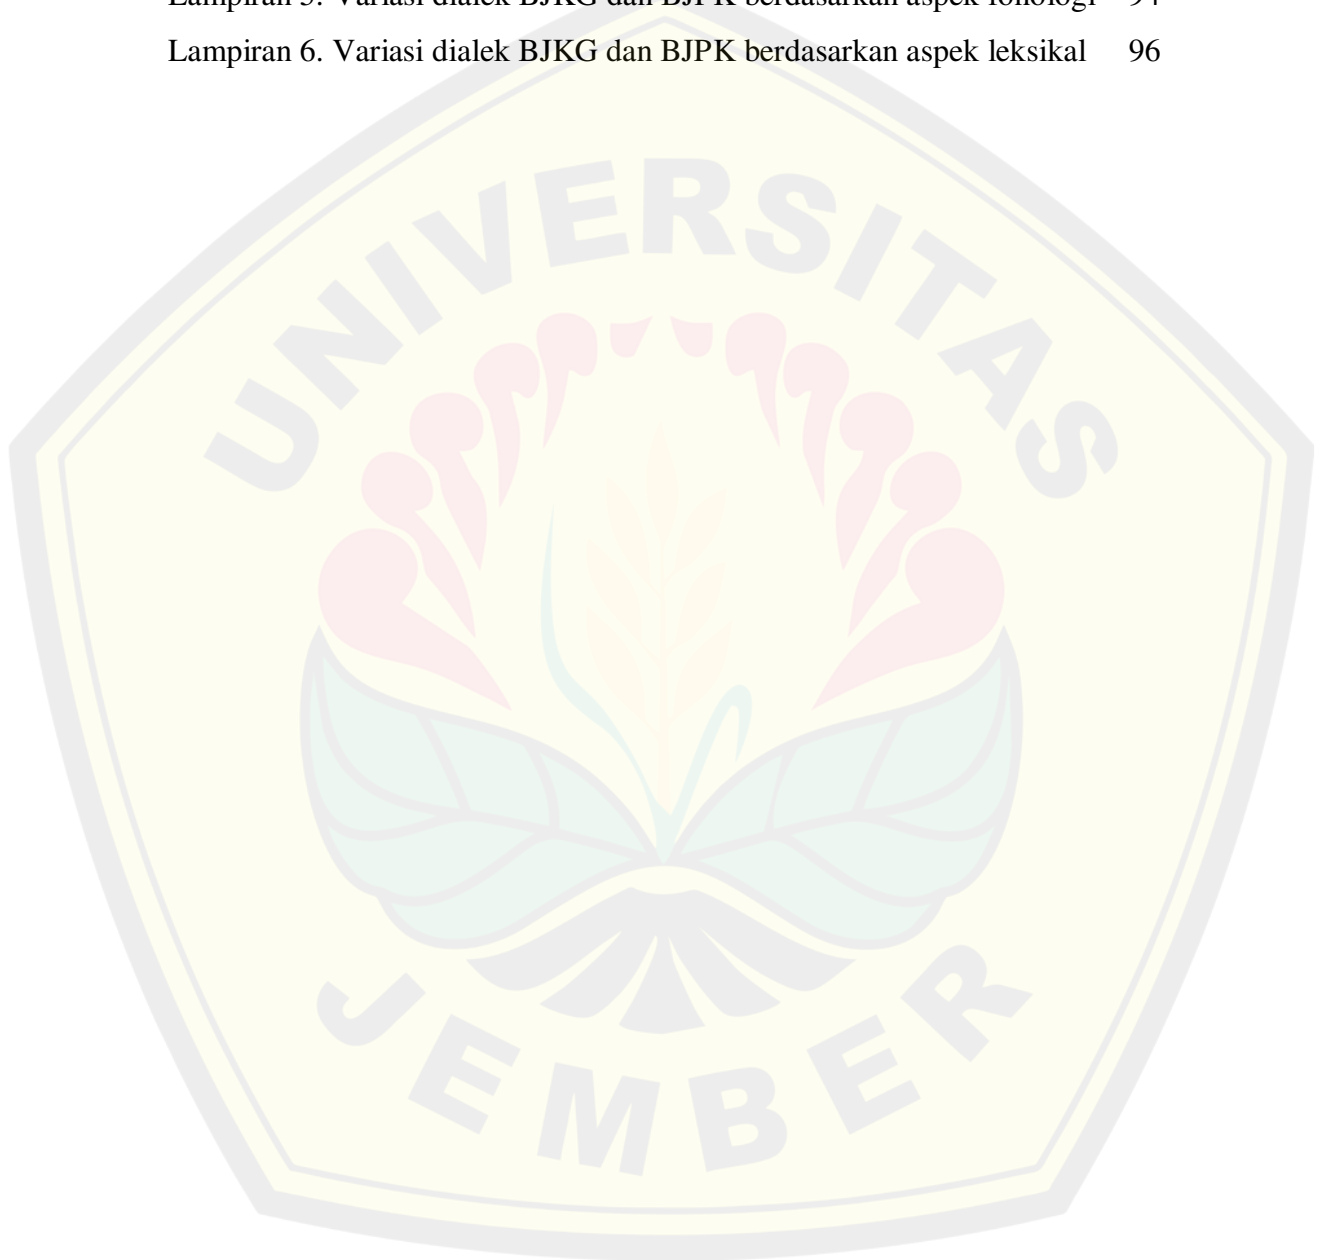 Lampiran 5. Variasi dialek BJKG dan BJPK berdasarkan aspek fonologi 94
Lampiran 6. Variasi dialek BJKG dan BJPK berdasarkan aspek leksikal 96
UNIVERSITAS
JEMBER